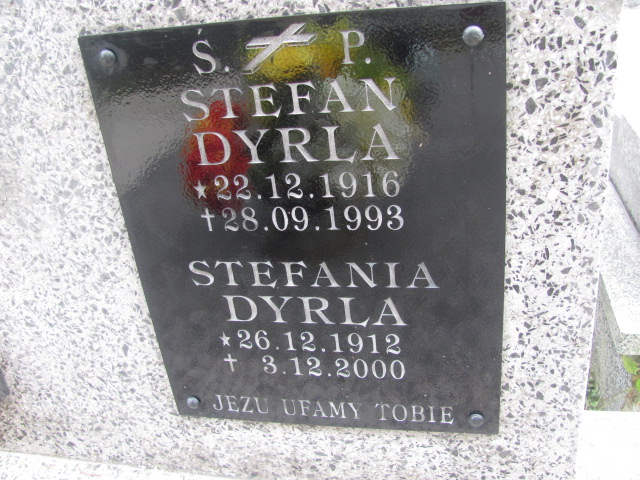 Ś. P.
STEFAN
DYRLA
★22.12.1916
†28.09.1993
STEFANIA
DYRLA
★26.12.1912
† 3.12.2000
JEZU UFAMY TOBIE